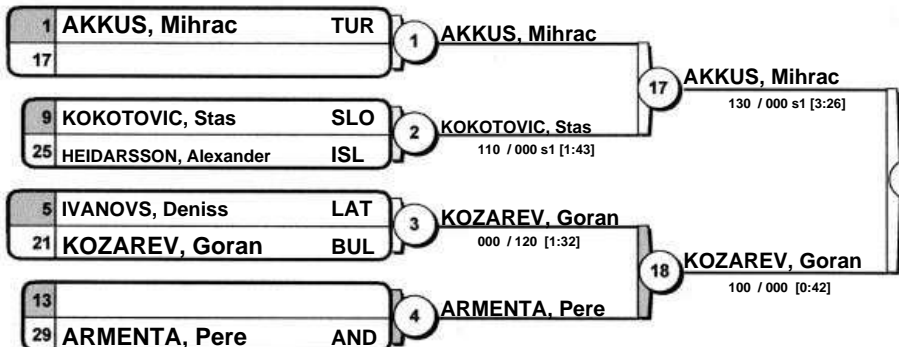 1 AKKUS, Mihrac TUR
17
1
AKKUS, Mihrac
9 KOKOTOVIC, Stas SLO
25 HEIDARSSON, Alexander ISL
2
KOKOTOVIC, Stas
110 / 000 s1 [1:43]
17
AKKUS, Mihrac
130 / 000 s1 [3:26]
5 IVANOVS, Deniss LAT
21 KOZAREV, Goran BUL
3
KOZAREV, Goran
000 / 120 [1:32]
13
29 ARMENTA, Pere AND
4
ARMENTA, Pere
18
KOZAREV, Goran
100 / 000 [0:42]